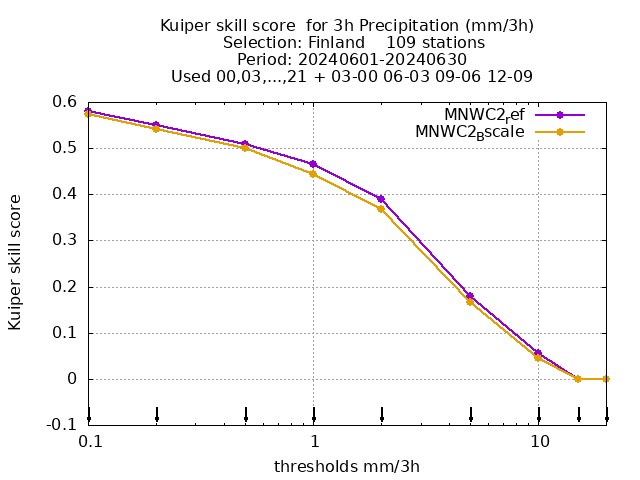 Kuiper skill score  for 3h Precipitation (mm/3h)
Selection: Finland    109 stations
Period: 20240601-20240630
Used 00,03,...,21 + 03-00 06-03 09-06 12-09
MNWC2ref
MNWC2Bscale
0.6
0.5
0.4
0.3
0.2
0.1
0
-0.1
Kuiper skill score
0.1
1
10
thresholds mm/3h